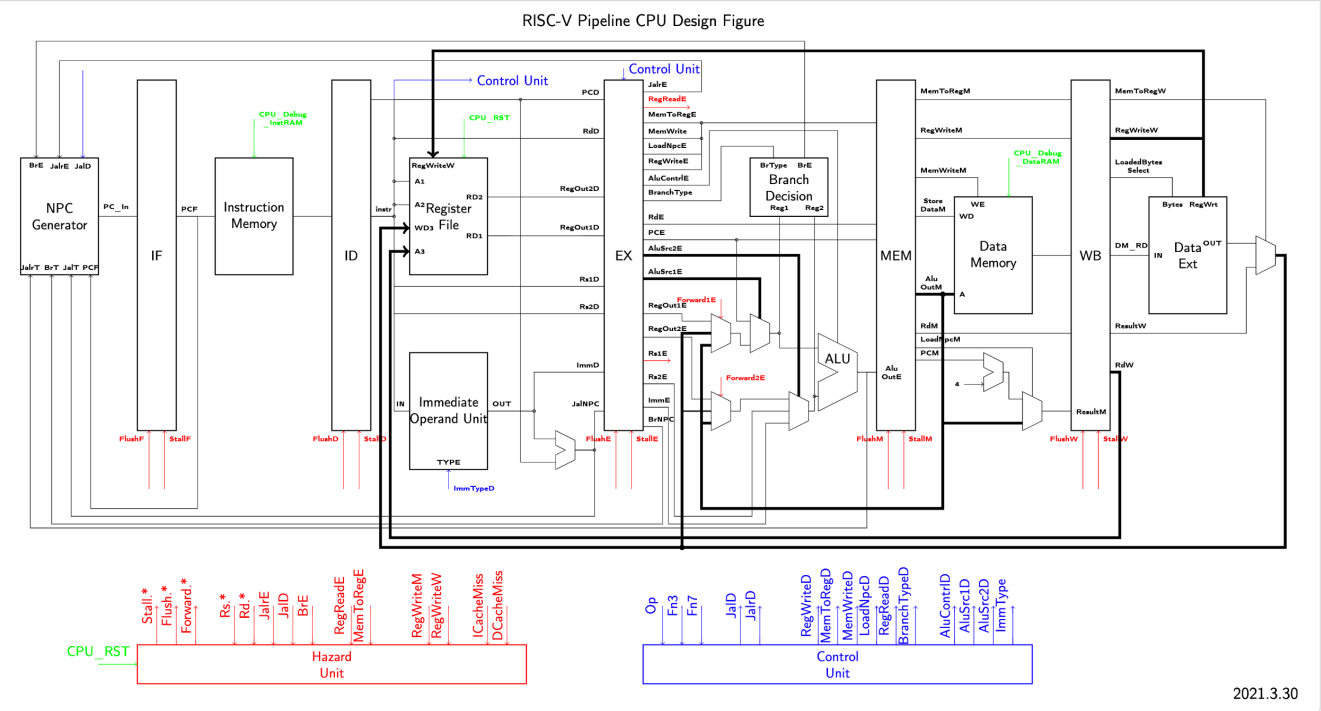 RISC-V Pipeline CPU Design Figure
Control Unit
Control Unit
BrE JalrE JalD
NPC
Generator
JalrT BrT JalT PCF
PC_In
IF
FlushF StallF
PCF
CPU_Debug
_InstRAM
Instruction
Memory
ID
FlushD StallD
instr
CPU_RST
RegWriteW
A1
A2
WD3
A3
RD2
RD1
Register
File
IN
Immediate
Operand Unit
OUT
TYPE
ImmTypeD
PCD
RdD
RegOut2D
RegOut1D
Rs1D
Rs2D
ImmD
JalNPC
EX
FlushE StallE
JalrE
RegReadE
MemToRegE
MemWrite
LoadNpcE
RegWriteE
AluContrlE
BranchType
RdE
PCE
AluSrc2E
AluSrc1E
RegOut1E
RegOut2E
Rs1E
Rs2E
ImmE
BrNPC
Forward1E
Forward2E
BrType BrE
Branch
Decision
Reg1 Reg2
ALU
MEM
Alu
OutE
FlushM StallM
MemToRegM
RegWriteM
MemWriteM
Store
DataM
Alu
OutM
RdM
LoadNpcM
PCM
4
CPU_Debug
_DataRAM
WE
WD
Data
Memory
A
WB
ResultM
FlushW StallW
MemToRegW
RegWriteW
LoadedBytes
Select
DM_RD
ResultW
RdW
Bytes RegWrt
OUT
IN
Data
Ext
Stall.*
Flush.*
Forward.*
Rs.*
Rd.*
JalrE
JalD
BrE
RegReadE
MemToRegE
RegWriteM
RegWriteW
ICacheMiss
DCacheMiss
CPU_RST
Hazard
Unit
Op
Fn3
Fn7
JalD
JalrD
RegWriteD
MemToRegD
MemWriteD
LoadNpcD
RegReadD
BranchTypeD
AluContrlD
AluSrc1D
AluSrc2D
ImmType
Control
Unit
2021.3.30